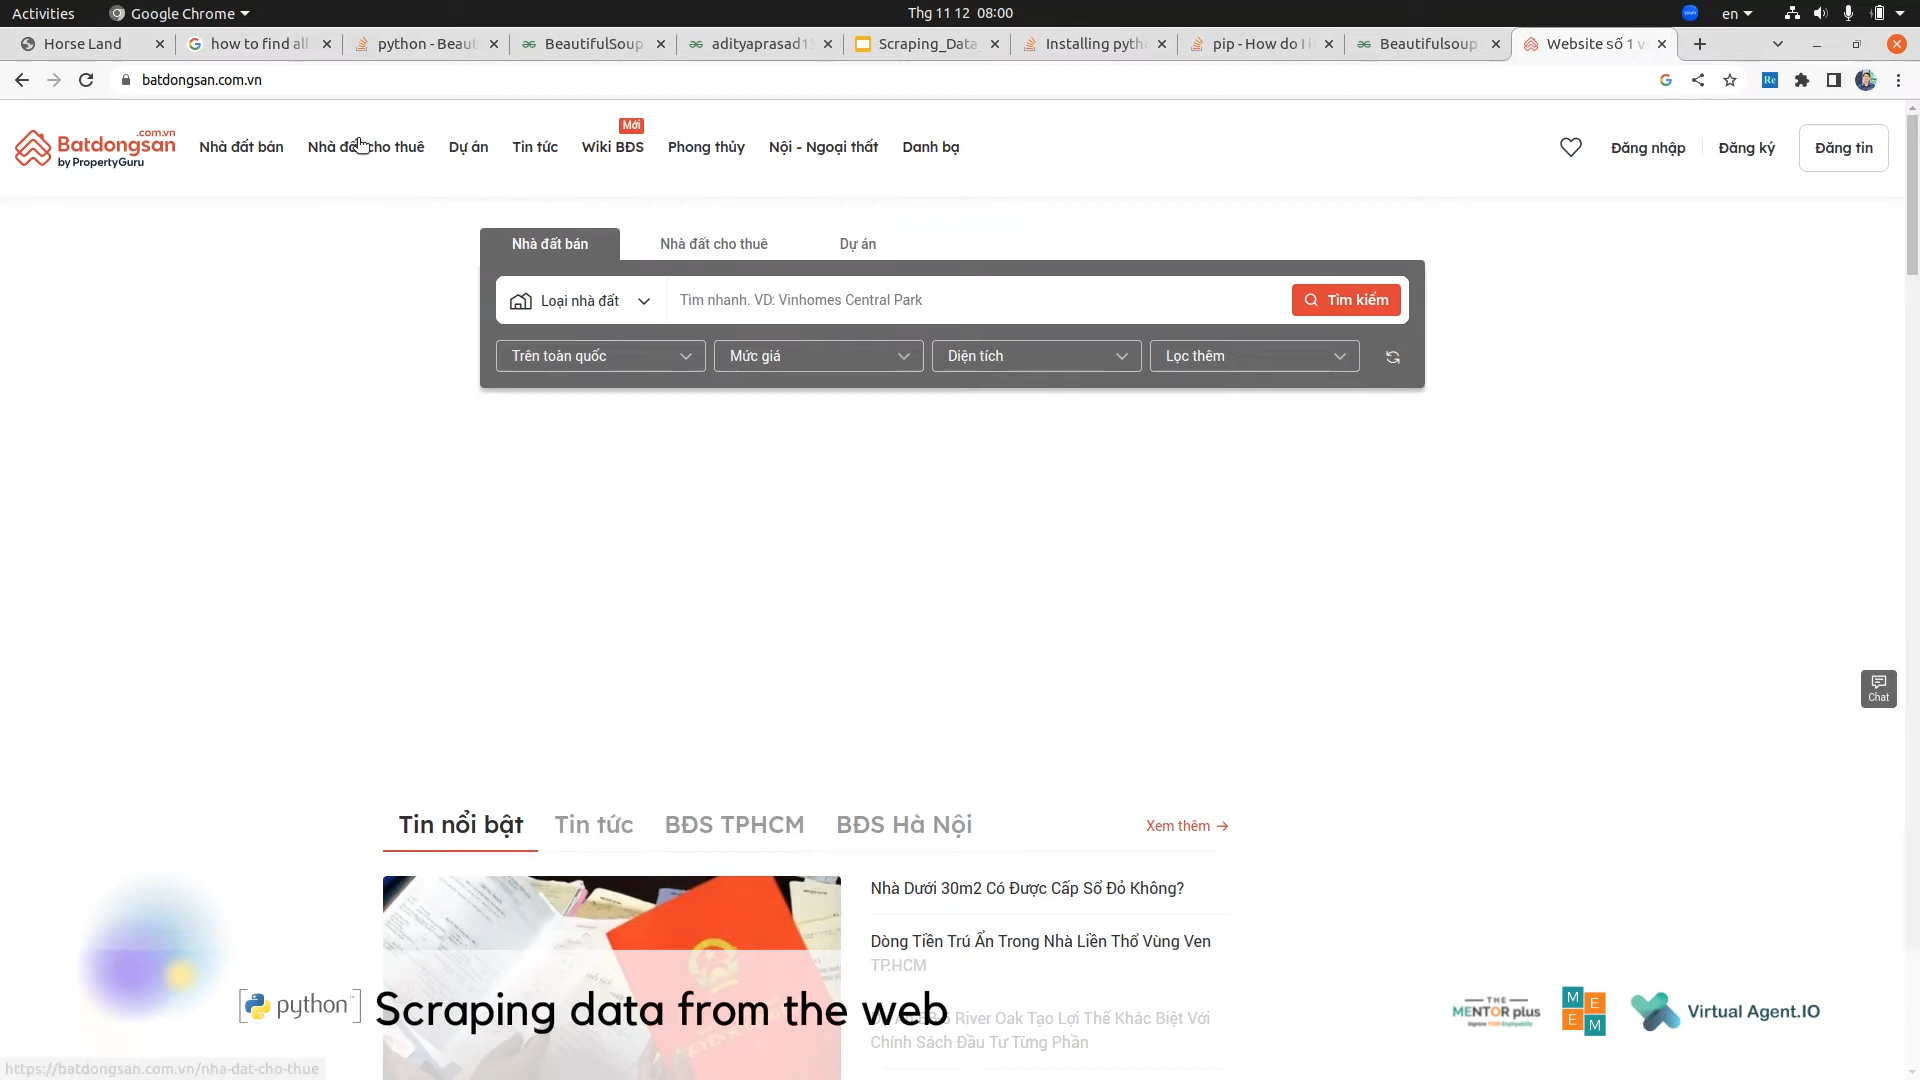 Activities
Google Chrome
Thg 11 12 08:00
en
Horse Land
how to find all
python - Beaut
BeautifulSoup
adityaprasad1
Scraping_Data
Installing pyth
pip - How do I i
Beautifulsoup
Website số 1 v
batdongsan.com.vn
Re
.com.vn
Batdongsan
by PropertyGuru
Nhà đất bán
Nhà đất cho thuê
Dự án
Tin tức
Mới
Wiki BĐS
Phong thủy
Nội - Ngoại thất
Danh bạ
Đăng nhập
Đăng ký
Đăng tin
Nhà đất bán
Nhà đất cho thuê
Dự án
Loại nhà đất
Tìm nhanh. VD: Vinhomes Central Park
Tìm kiếm
Trên toàn quốc
Mức giá
Diện tích
Lọc thêm
Chat
Tin nổi bật
Tin tức
BĐS TPHCM
BĐS Hà Nội
Xem thêm →
Nhà Dưới 30m2 Có Được Cấp Sổ Đỏ Không?
Dòng Tiền Trú Ẩn Trong Nhà Liền Thổ Vùng Ven
TP.HCM
River Oak Tạo Lợi Thế Khác Biệt Với
Chính Sách Đầu Tư Từng Phần
python
Scraping data from the web
THE
MENTOR plus
Improve YOUR Employability
M E
E M
Virtual Agent.IO
https://batdongsan.com.vn/nha-dat-cho-thue